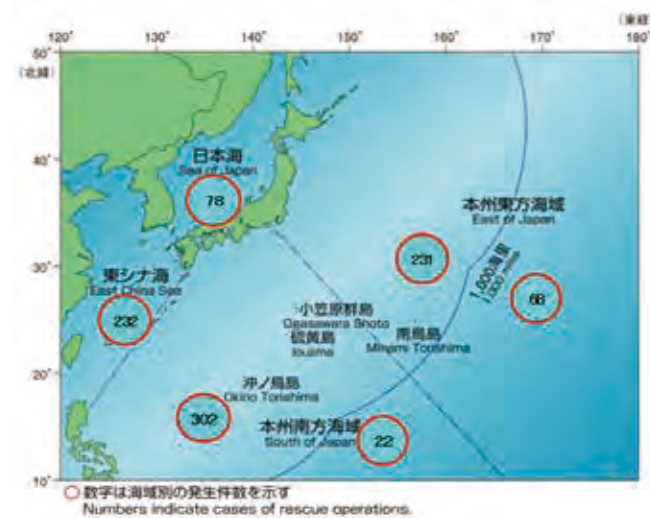 (東経)
120° 130° 140° 150° 160° 170° 180°
50°
(北緯)
40°
30°
20°
10°
日本海
Sea of Japan
78
本州東方海域
East of Japan
231
1,000海里
1,000 miles
68
東シナ海
East China Sea
232
小笠原群島
Ogasawara Shoto
硫黄島
Ioujima
南鳥島
Minami Torishima
沖ノ鳥島
Okino Torishima
302
本州南方海域
South of Japan
22
○ 数字は海域別の発生件数を示す
Numbers indicate cases of rescue operations.